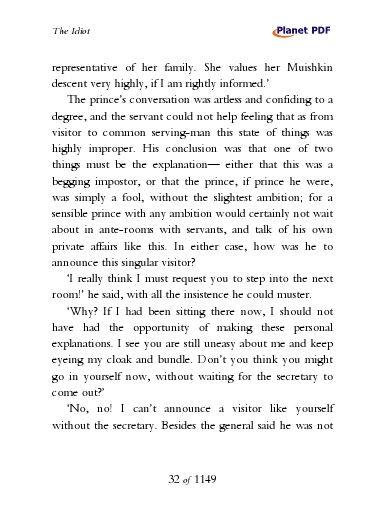 The Idiot
Planet PDF
representative of her family. She values her Muishkin
descent very highly, if I am rightly informed.’
The prince’s conversation was artless and confiding to a
degree, and the servant could not help feeling that as from
visitor to common serving-man this state of things was
highly improper. His conclusion was that one of two
things must be the explanation— either that this was a
begging impostor, or that the prince, if prince he were,
was simply a fool, without the slightest ambition; for a
sensible prince with any ambition would certainly not wait
about in ante-rooms with servants, and talk of his own
private affairs like this. In either case, how was he to
announce this singular visitor?
‘I really think I must request you to step into the next
room!’ he said, with all the insistence he could muster.
‘Why? If I had been sitting there now, I should not
have had the opportunity of making these personal
explanations. I see you are still uneasy about me and keep
eyeing my cloak and bundle. Don’t you think you might
go in yourself now, without waiting for the secretary to
come out?’
‘No, no! I can’t announce a visitor like yourself
without the secretary. Besides the general said he was not
32 of 1149